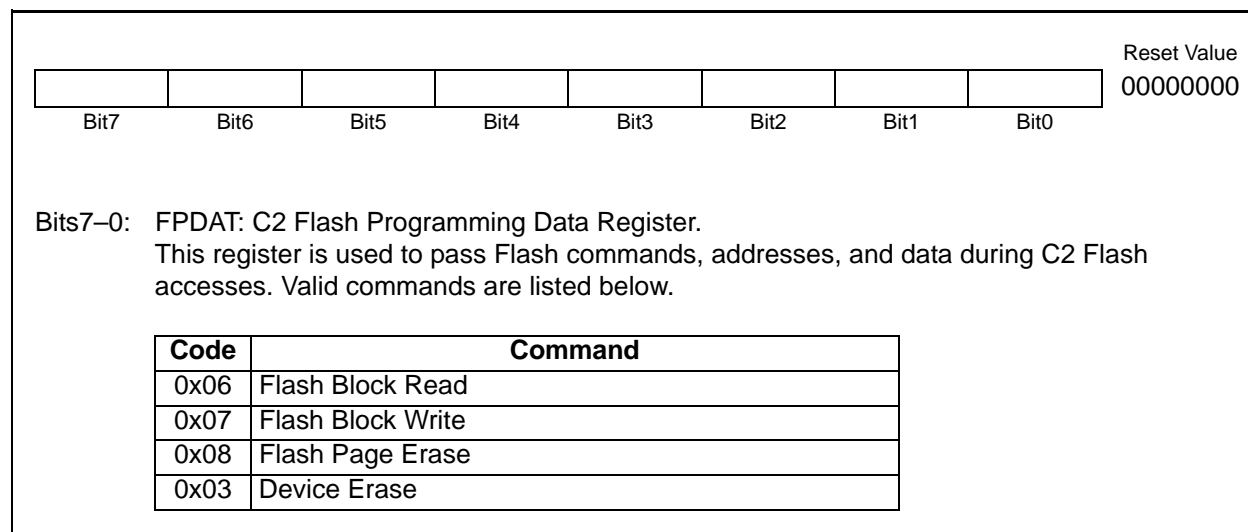 Reset Value
00000000
Bit7 Bit6 Bit5 Bit4 Bit3 Bit2 Bit1 Bit0
Bits7–0: FPDAT: C2 Flash Programming Data Register.
This register is used to pass Flash commands, addresses, and data during C2 Flash
accesses. Valid commands are listed below.
Code Command
0x06 Flash Block Read
0x07 Flash Block Write
0x08 Flash Page Erase
0x03 Device Erase